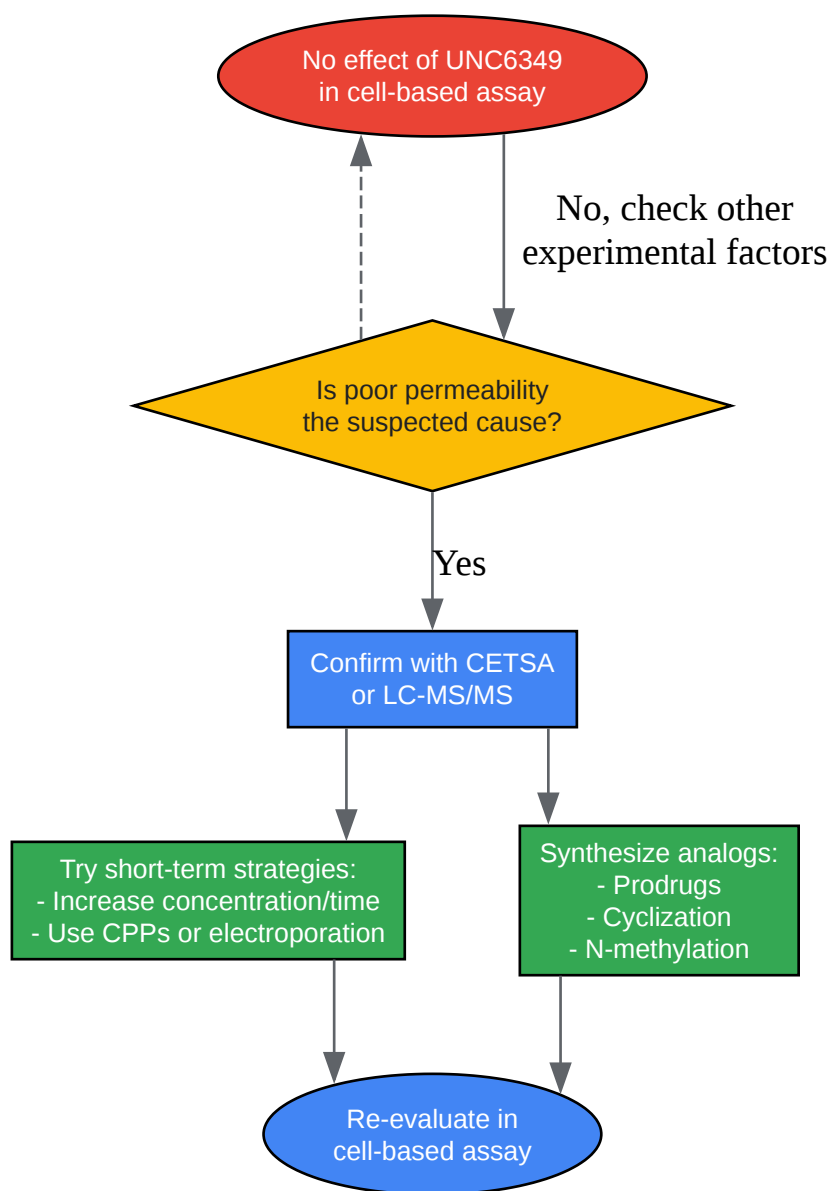 No effect of UNC6349
in cell-based assay
No, check other
experimental factors
Is poor permeability
the suspected cause?
Yes
Confirm with CETSA
or LC-MS/MS
Try short-term strategies:
- Increase concentration/time
- Use CPPs or electroporation
Synthesize analogs:
- Prodrugs
- Cyclization
- N-methylation
Re-evaluate in
cell-based assay